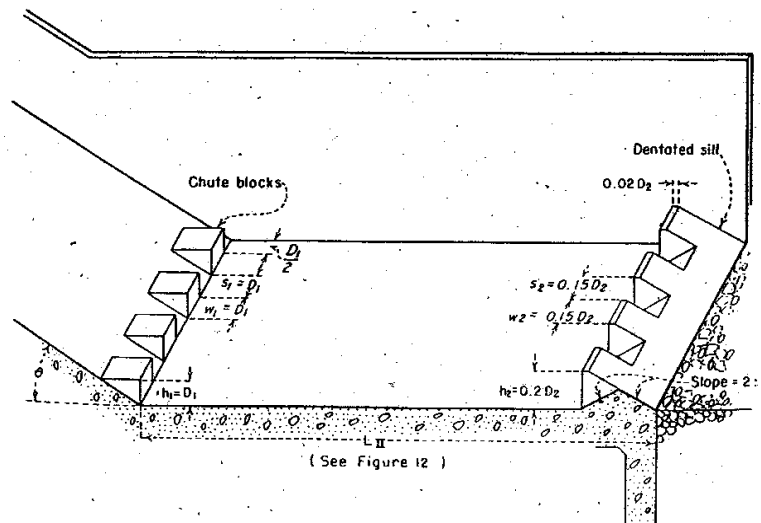 Dentated sill
Chute blocks
0.02 D₂
D₁/2
s₁ = D₁
w₁ = D₁
s₂ = 0.15 D₂
w₂ = 0.15 D₂
θ
h₁ = D₁
h₂ = 0.2 D₂
Slope = 2:
L II
( See Figure 12 )